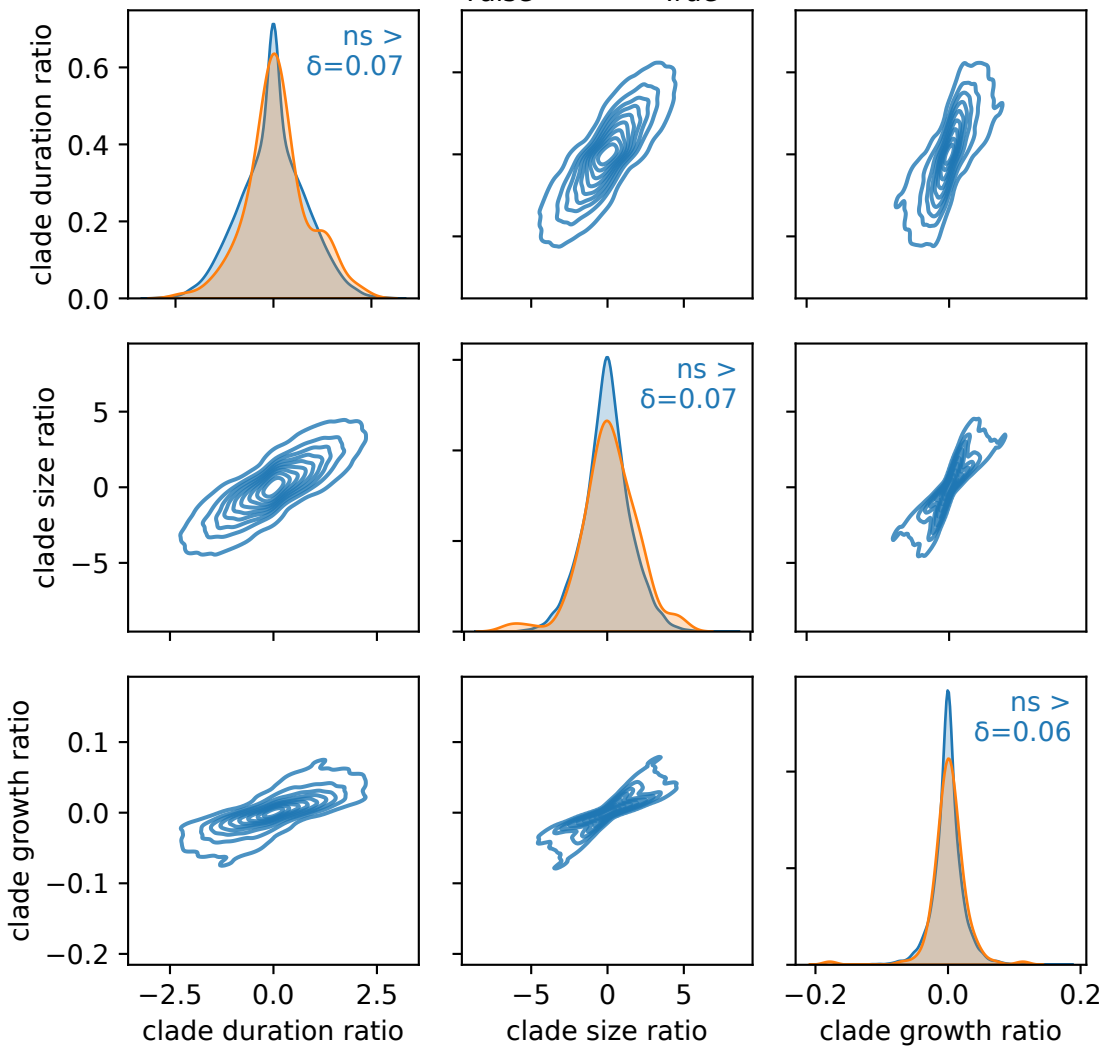 clade duration ratio
0.6
0.4
0.2
0.0
ns >
δ=0.07
clade size ratio
5
0
−5
ns >
δ=0.07
clade growth ratio
0.1
0.0
−0.1
−0.2
ns >
δ=0.06
−2.5 0.0 2.5
clade duration ratio
−5 0 5
clade size ratio
−0.2 0.0 0.2
clade growth ratio